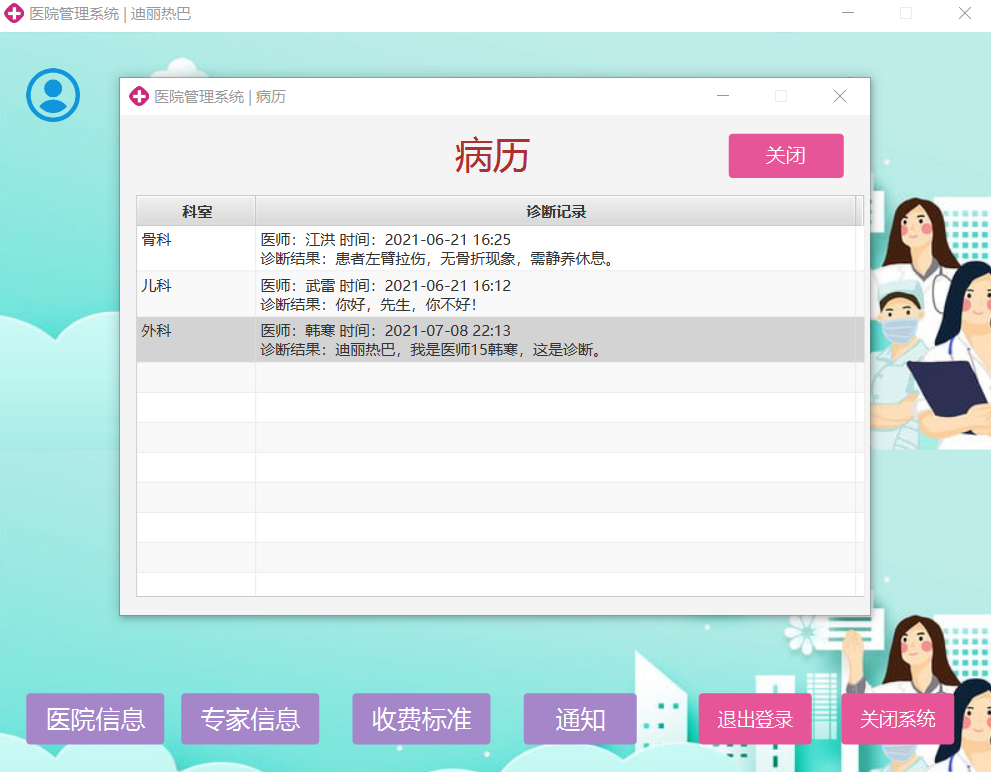 医院管理系统 | 迪丽热巴
医院管理系统 | 病历
病历
关闭
科室 诊断记录
骨科 医师：江洪 时间：2021-06-21 16:25
诊断结果：患者左臂拉伤，无骨折现象，需静养休息。
儿科 医师：武雷 时间：2021-06-21 16:12
诊断结果：你好，先生，你不好！
外科 医师：韩寒 时间：2021-07-08 22:13
诊断结果：迪丽热巴，我是医师15韩寒，这是诊断。
医院信息 专家信息 收费标准 通知 退出登录 关闭系统